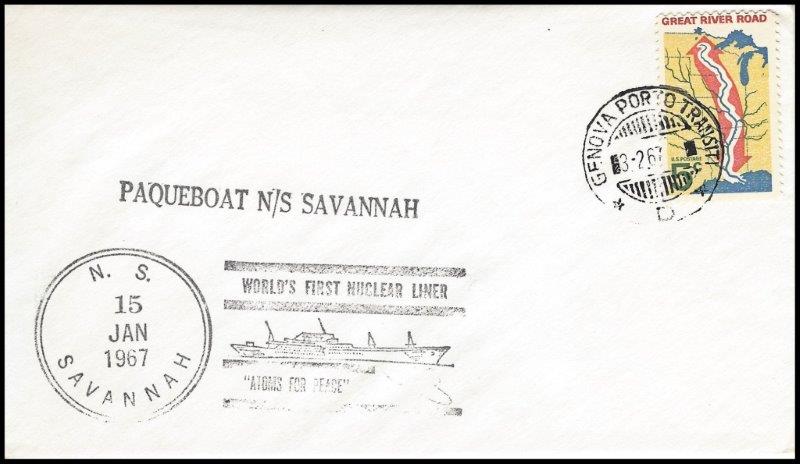 GREAT RIVER ROAD
U.S. POSTAGE
5c
GENOVA PORTO TRANSITI
3-2.67
* D *
PAQUEBOAT N/S SAVANNAH
N. S.
15
JAN
1967
SAVANNAH
WORLD'S FIRST NUCLEAR LINER
"ATOMS FOR PEACE"